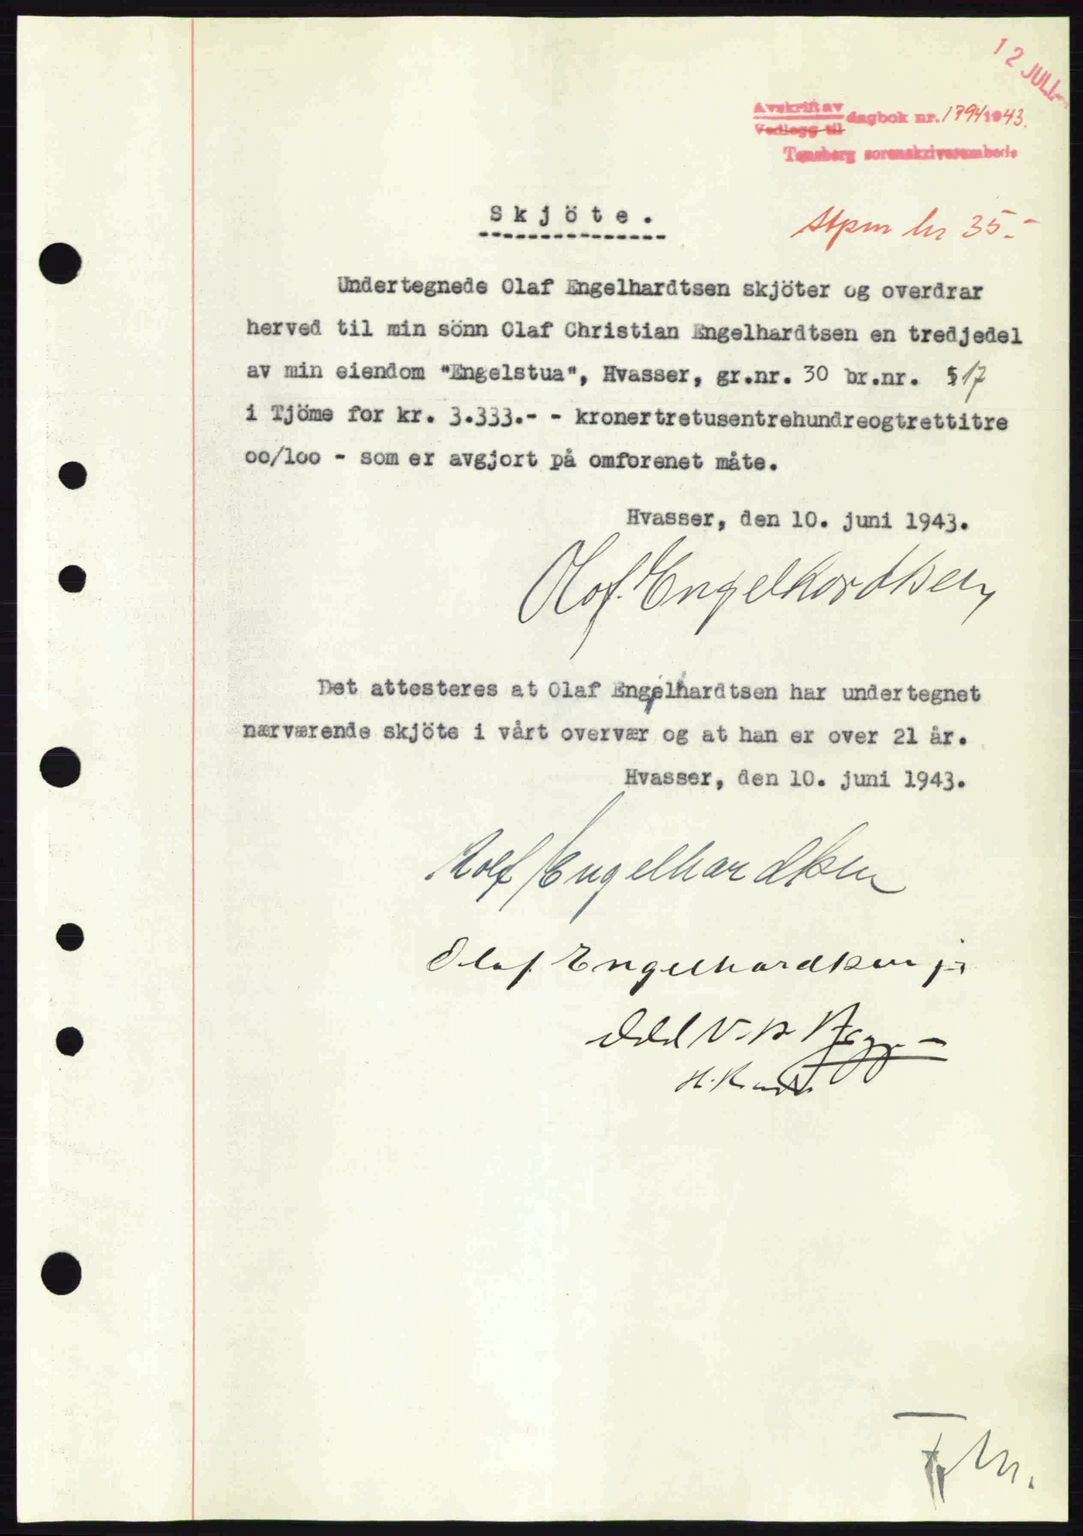 12 JULI
Avskrift av
Vedlegg til dagbok nr. 1794 1943.
Tønsberg sorenskriverembede
Skjöte.
Stpm kr 35.-
Undertegnede Olaf Engelhardtsen skjöter og overdrar
herved til min sönn Olaf Christian Engelhardtsen en tredjedel
av min eiendom "Engelstua", Hvasser, gr.nr. 30 br.nr. 17
i Tjöme for kr. 3.333.- - kronertretusentrehundreogtrettitre
oo/loo - som er avgjort på omforenet måte.
Hvasser, den 10. juni 1943.
Olaf. Engelhardtsen
Det attesteres at Olaf Engelhardtsen har undertegnet
nærværende skjöte i vårt overvær og at han er over 21 år.
Hvasser, den 10. juni 1943.
Rolf Engelhardtsen
Olaf Engelhardtsen jr
Odd